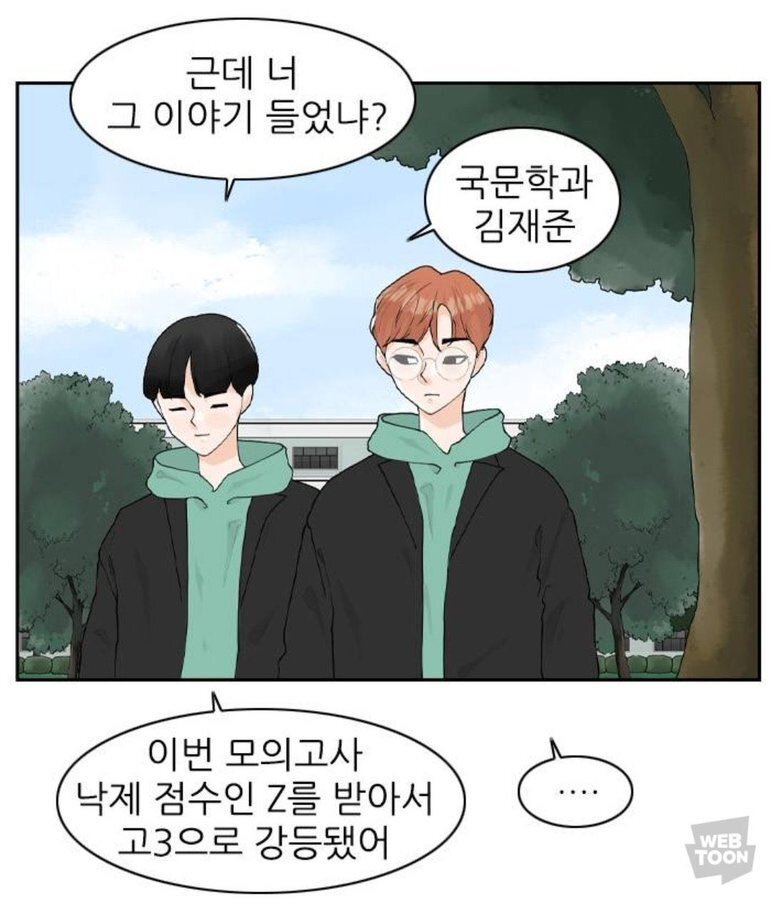 근데 너
그 이야기 들었냐?
국문학과
김재준
이번 모의고사
낙제 점수인 Z를 받아서
고3으로 강등됐어
....
WEB
TOON